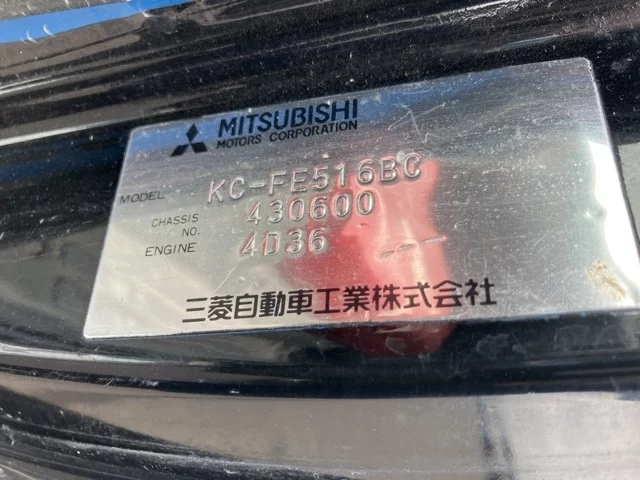 MITSUBISHI
MOTORS CORPORATION
MODEL KC-FE516BC
CHASSIS NO. 430600
ENGINE 4D36 ---
三菱自動車工業株式会社